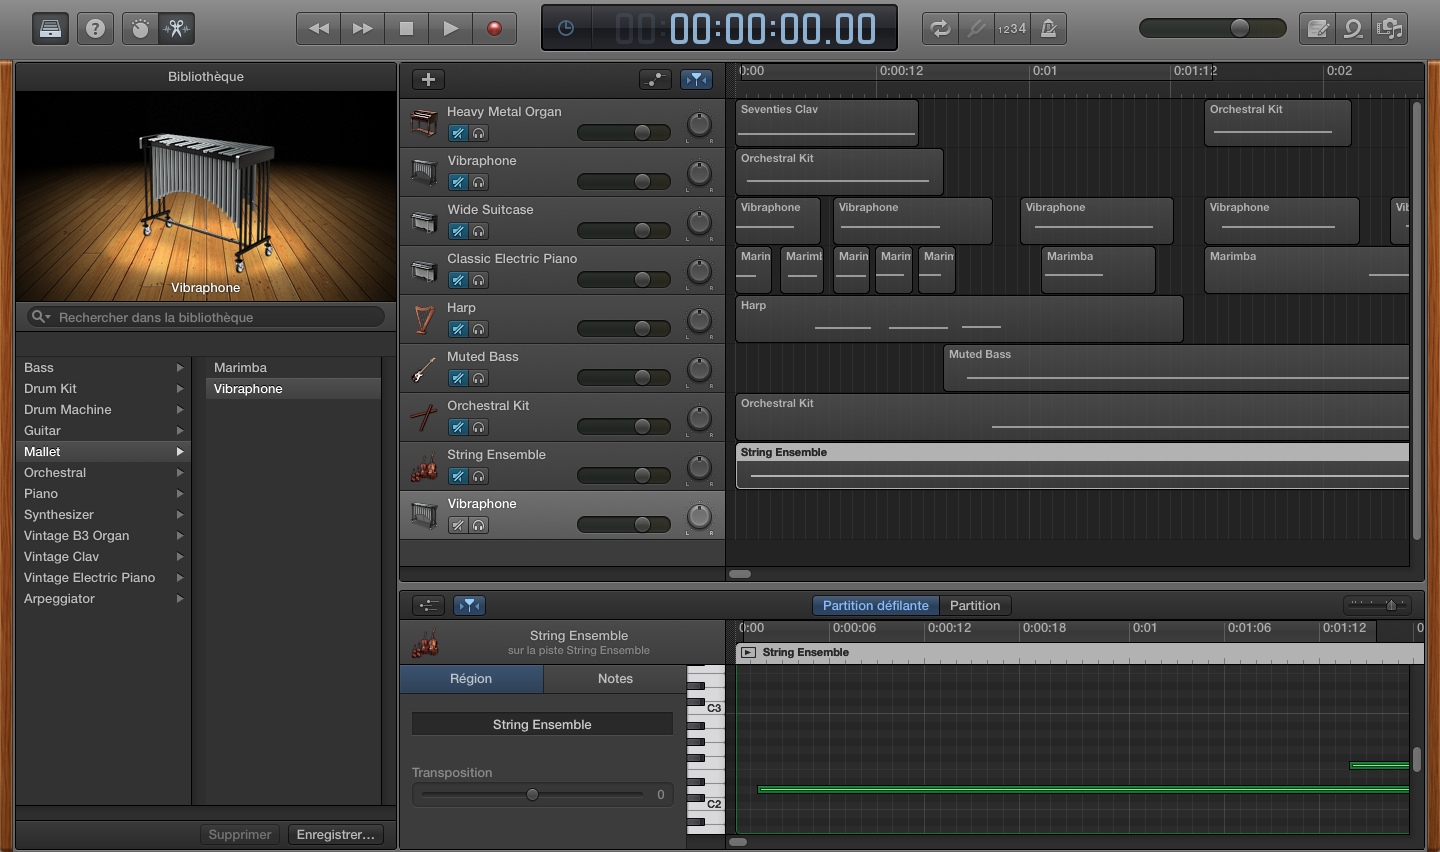 ?
00:00:00.00
1234
Bibliothèque
Vibraphone
Rechercher dans la bibliothèque
Bass
Drum Kit
Drum Machine
Guitar
Mallet
Orchestral
Piano
Synthesizer
Vintage B3 Organ
Vintage Clav
Vintage Electric Piano
Arpeggiator
Marimba
Vibraphone
Supprimer
Enregistrer...
0:00 0:00:12 0:01 0:01:12 0:02
Heavy Metal Organ
L R
Vibraphone
L R
Wide Suitcase
L R
Classic Electric Piano
L R
Harp
L R
Muted Bass
L R
Orchestral Kit
L R
String Ensemble
L R
Vibraphone
L R
Seventies Clav Orchestral Kit
Orchestral Kit
Vibraphone Vibraphone Vibraphone Vibraphone Vib
Marin Marimb Marin Marin Marin Marimba Marimba
Harp
Muted Bass
Orchestral Kit
String Ensemble
Partition défilante Partition
String Ensemble
sur la piste String Ensemble
Région Notes
String Ensemble
Transposition
0
0:00 0:00:06 0:00:12 0:00:18 0:01 0:01:06 0:01:12 0
String Ensemble
C3
C2